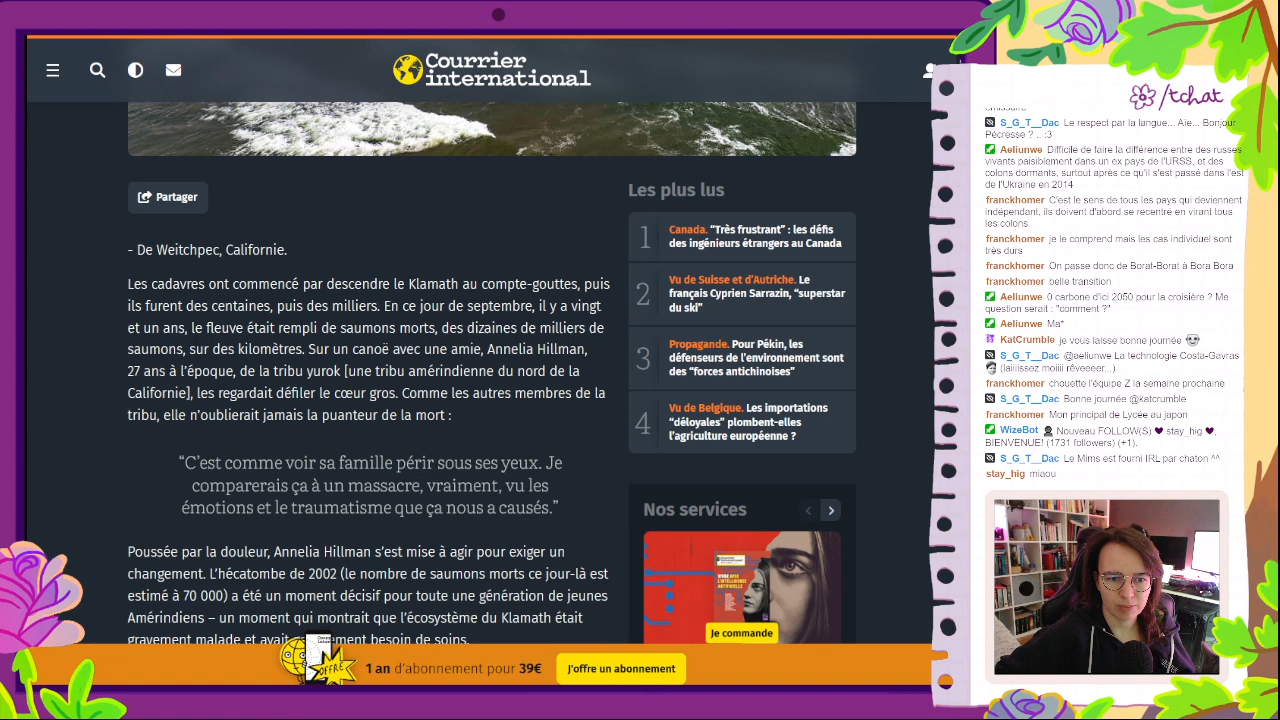 Courrier
international
Partager
- De Weitchpec, Californie.
Les cadavres ont commencé par descendre le Klamath au compte-gouttes, puis
ils furent des centaines, puis des milliers. En ce jour de septembre, il y a vingt
et un ans, le fleuve était rempli de saumons morts, des dizaines de milliers de
saumons, sur des kilomètres. Sur un canoë avec une amie, Annelia Hillman,
27 ans à l'époque, de la tribu yurok [une tribu amérindienne du nord de la
Californie], les regardait défiler le cœur gros. Comme les autres membres de la
tribu, elle n'oublierait jamais la puanteur de la mort :
“C'est comme voir sa famille périr sous ses yeux. Je
comparerais ça à un massacre, vraiment, vu les
émotions et le traumatisme que ça nous a causés.”
Poussée par la douleur, Annelia Hillman s'est mise à agir pour exiger un
changement. L'hécatombe de 2002 (le nombre de saumons morts ce jour-là est
estimé à 70 000) a été un moment décisif pour toute une génération de jeunes
Amérindiens – un moment qui montrait que l'écosystème du Klamath était
gravement malade et avait ment besoin de soins.
Les plus lus
1 Canada. “Très frustrant” : les défis
des ingénieurs étrangers au Canada
2 Vu de Suisse et d'Autriche. Le
français Cyprien Sarrazin, “superstar
du ski”
3 Propagande. Pour Pékin, les
défenseurs de l'environnement sont
des “forces antichinoises”
4 Vu de Belgique. Les importations
“déloyales” plombent-elles
l'agriculture européenne ?
Nos services
Je commande
OFFRE
1 an d'abonnement pour 39€
J'offre un abonnement
/tchat
S_G_T__Dac Le respect par la langue... Aie... Bonjour
Pécresse ? .. :3
Aeliunwe Difficile de faire la différence entre des russes
vivants paisiblement dans un ex pays de l'URSS, et des
colons dormants, surtout après ce qu'il s'est passé dans l'est
de l'Ukraine en 2014
franckhomer C'est le sens de tous les pays qui deviennent
indépendant, ils doivent d'abord se recentré en virant tous
les colons
franckhomer je le comprend mais les cas individuel sont
très durs
franckhomer On passe donc de Borat-Borat à Bora Bora
franckhomer belle transition
Aeliunwe 0 carbone d'ici 2050 pour la croisière ? Me
question serait : "comment ?"
Aeliunwe Ma*
KatCrumble je vous laisse bonne journée
S_G_T__Dac @aeliunwe La technologie Costa-Gavras
(laiiiissez moiiii rêveeeer...)
franckhomer chouette l'équipe Z la semaine prochaine
S_G_T__Dac Bonne journée @katcrumble
franckhomer Mon principal de Lycée au japon
WizeBot Nouveau FOLLOW(S) ♥ stay_hig ♥,
BIENVENUE! (1731 followers) (+1).
S_G_T__Dac Le Mims est fourni IRL par chaton ^^
stay_hig miaou